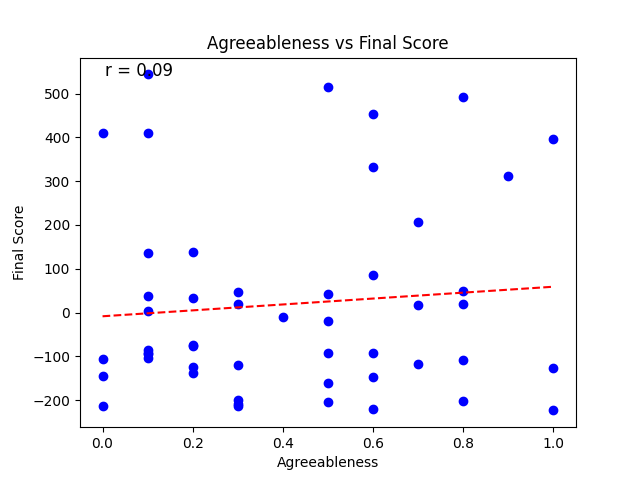 Agreeableness vs Final Score
r = 0.09
Final Score
500
400
300
200
100
0
−100
−200
0.0 0.2 0.4 0.6 0.8 1.0
Agreeableness